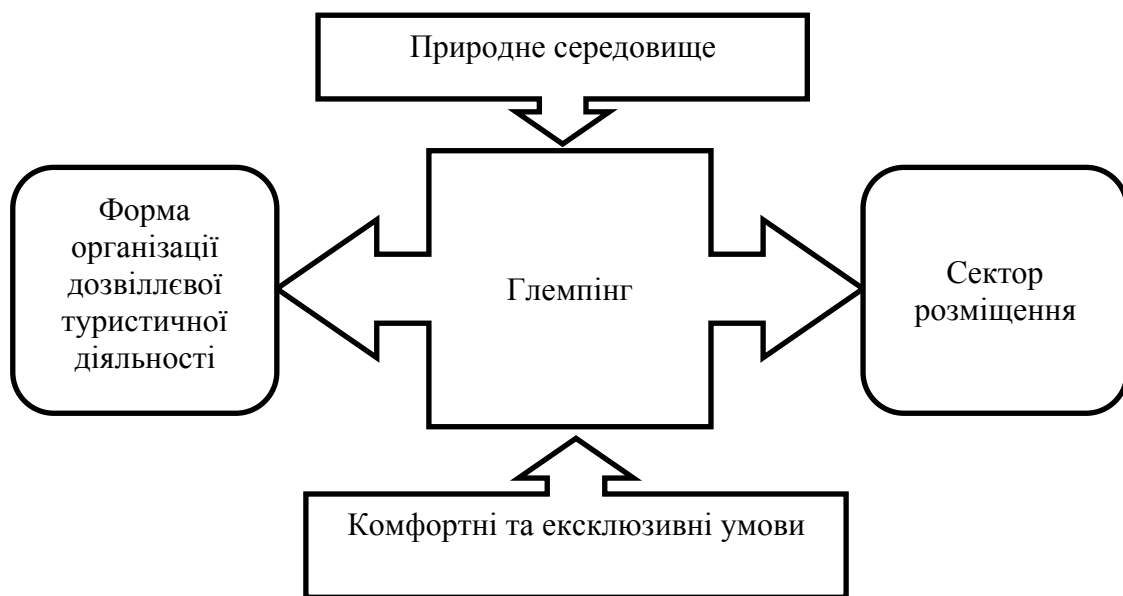 Природне середовище
Форма
організації
дозвіллєвої
туристичної
діяльності
Глемпінг
Сектор
розміщення
Комфортні та ексклюзивні умови